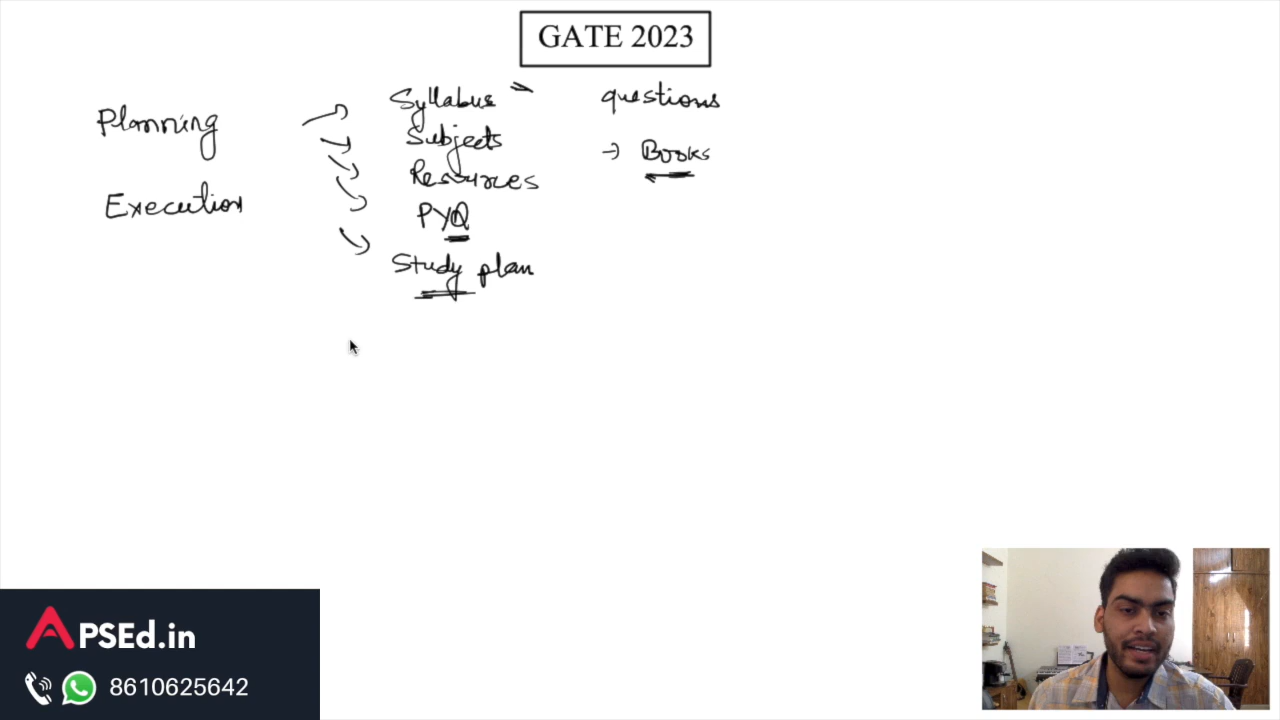 GATE 2023
Planning
Execution
Syllabus
Subjects
Resources
PYQ
Study plan
questions
→ Books
APSEd.in
8610625642